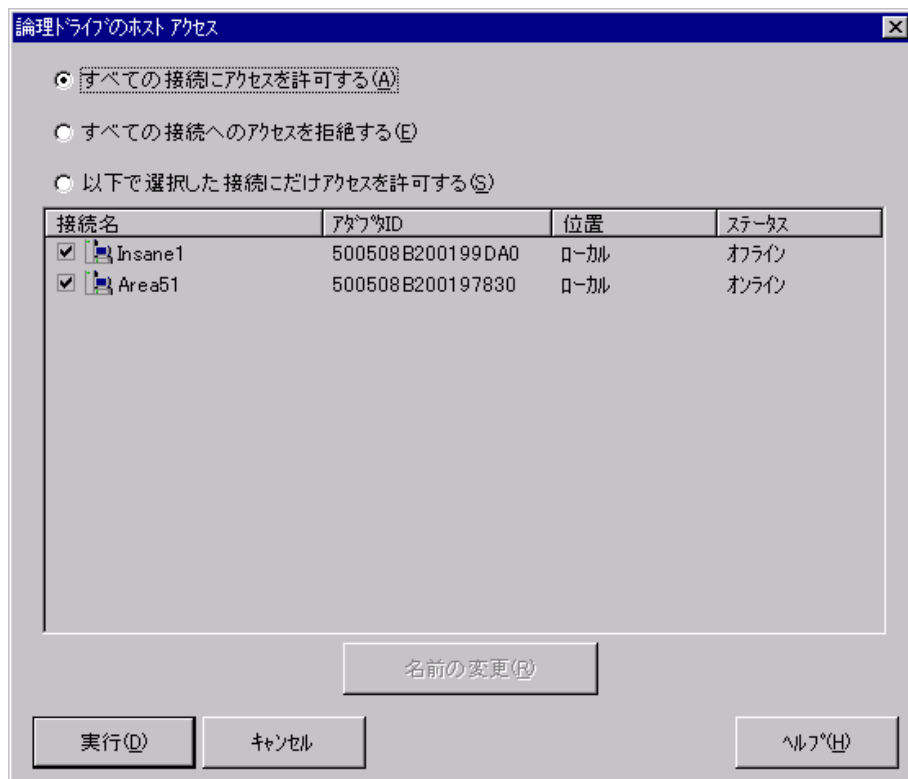 論理ﾄﾞﾗｲﾌﾞのﾎｽﾄ ｱｸｾｽ
すべての接続にｱｸｾｽを許可する(A)
すべての接続へのｱｸｾｽを拒絶する(E)
以下で選択した接続にだけｱｸｾｽを許可する(S)
接続名 ｱﾀﾞﾌﾟﾀID 位置 ｽﾃｰﾀｽ
Insane1 500508B200199DA0 ﾛｰｶﾙ ｵﾌﾗｲﾝ
Area51 500508B200197830 ﾛｰｶﾙ ｵﾝﾗｲﾝ
名前の変更(R)
実行(D) ｷｬﾝｾﾙ ﾍﾙﾌﾟ(H)